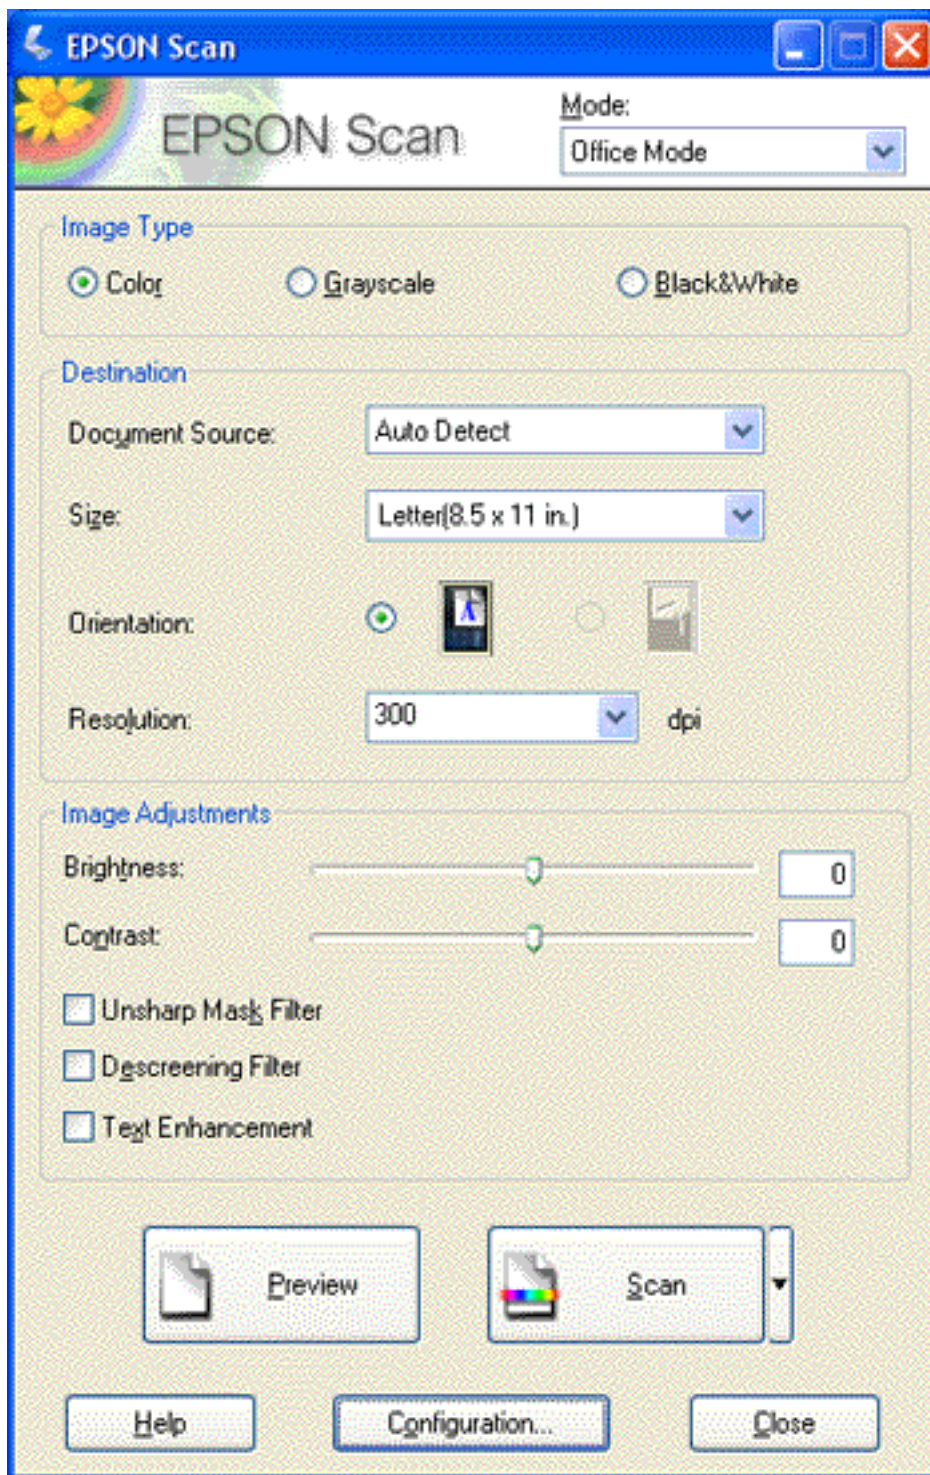 EPSON Scan
EPSON Scan
Mode:
Office Mode
Image Type
Color Grayscale Black&White
Destination
Document Source: Auto Detect
Size: Letter(8.5 x 11 in.)
Orientation: A
Resolution: 300 dpi
Image Adjustments
Brightness: 0
Contrast: 0
Unsharp Mask Filter
Descreening Filter
Text Enhancement
Preview Scan
Help Configuration... Close